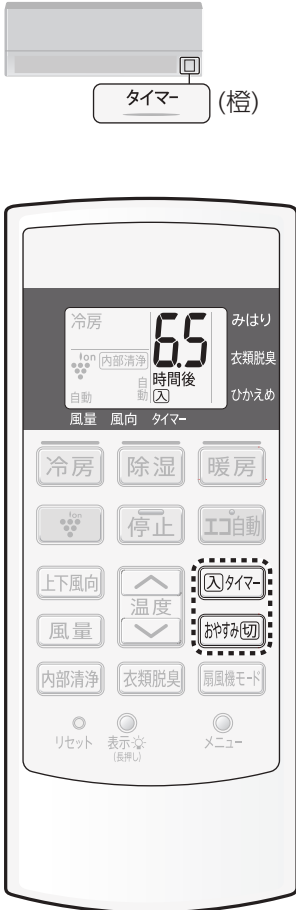 タイマー (橙)
冷房 6.5 みはり
ion 内部清浄 衣類脱臭
自動 自動 時間後 入 ひかえめ
風量 風向 タイマー
冷房 除湿 暖房
ion 停止 エコ自動
上下風向 入タイマー
温度
風量 おやすみ切
内部清浄 衣類脱臭 扇風機モード
リセット 表示 メニュー
(長押し)